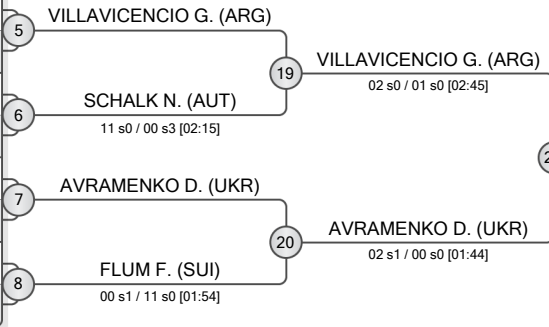 VILLAVICENCIO G. (ARG)
5
19
VILLAVICENCIO G. (ARG)
02 s0 / 01 s0 [02:45]
6
SCHALK N. (AUT)
11 s0 / 00 s3 [02:15]
7
AVRAMENKO D. (UKR)
20
AVRAMENKO D. (UKR)
02 s1 / 00 s0 [01:44]
8
FLUM F. (SUI)
00 s1 / 11 s0 [01:54]